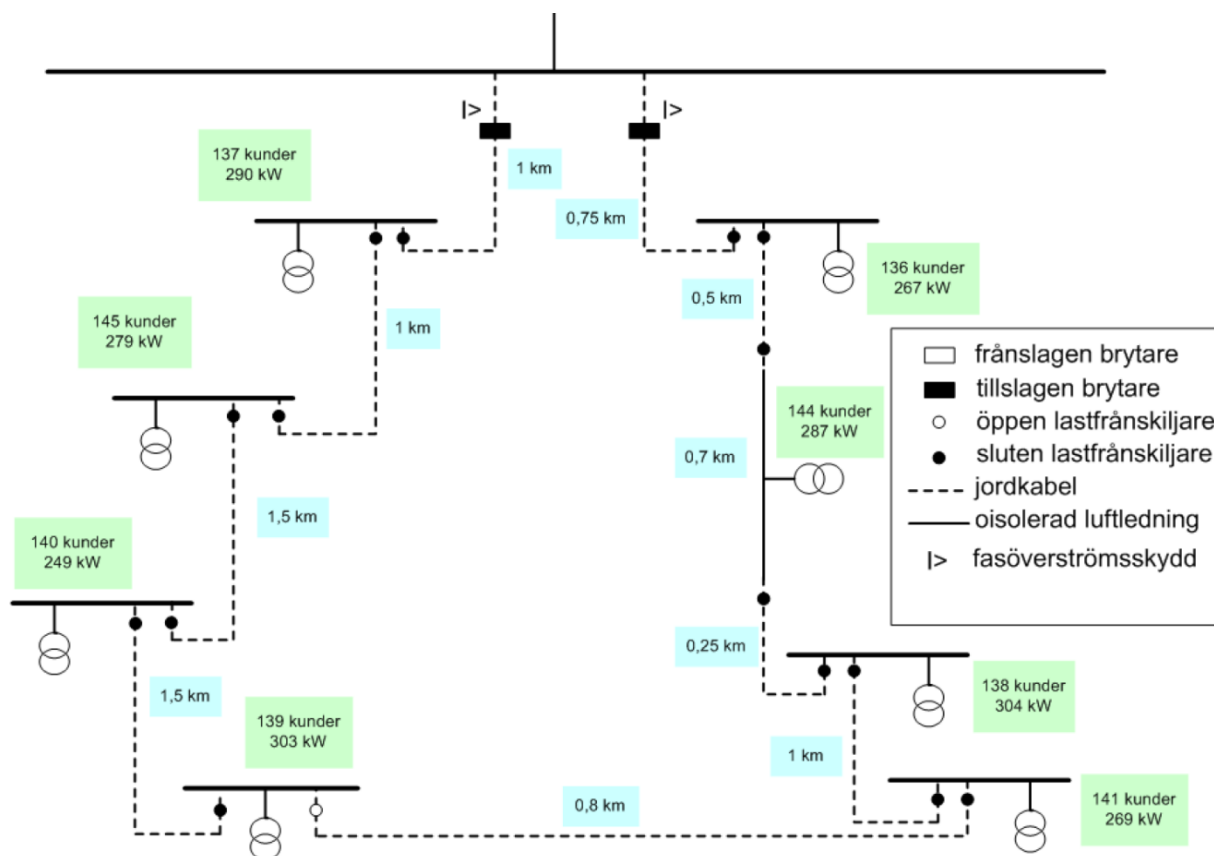 |>
|>
137 kunder
290 kW
1 km
0,75 km
136 kunder
267 kW
0,5 km
145 kunder
279 kW
1 km
frånslagen brytare
tillslagen brytare
öppen lastfrånskiljare
sluten lastfrånskiljare
jordkabel
oisolerad luftledning
|> fasöverströmsskydd
144 kunder
287 kW
0,7 km
1,5 km
140 kunder
249 kW
0,25 km
1,5 km
138 kunder
304 kW
139 kunder
303 kW
1 km
0,8 km
141 kunder
269 kW